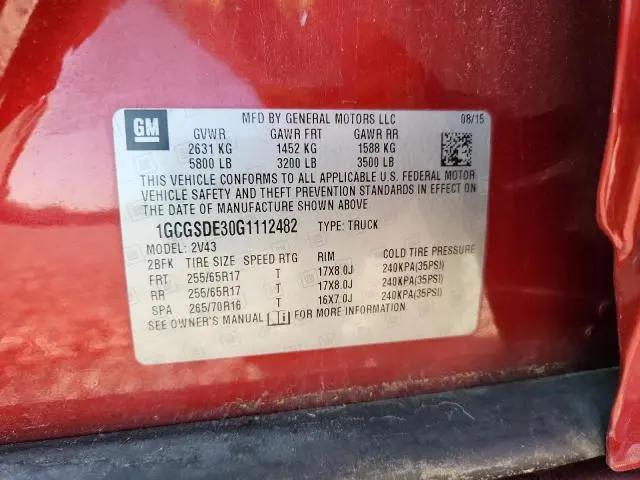 GM
MFD BY GENERAL MOTORS LLC 08/15
GVWR GAWR FRT GAWR RR
2631 KG 1452 KG 1588 KG
5800 LB 3200 LB 3500 LB
THIS VEHICLE CONFORMS TO ALL APPLICABLE U.S. FEDERAL MOTOR
VEHICLE SAFETY AND THEFT PREVENTION STANDARDS IN EFFECT ON
THE DATE OF MANUFACTURE SHOWN ABOVE
1GCGSDE30G1112482 TYPE: TRUCK
MODEL: 2V43
2BFK TIRE SIZE SPEED RTG RIM COLD TIRE PRESSURE
FRT 255/65R17 T 17X8.0J 240KPA(35PSI)
RR 255/65R17 T 17X8.0J 240KPA(35PSI)
SPA 265/70R16 T 16X7.0J 240KPA(35PSI)
SEE OWNER'S MANUAL FOR MORE INFORMATION